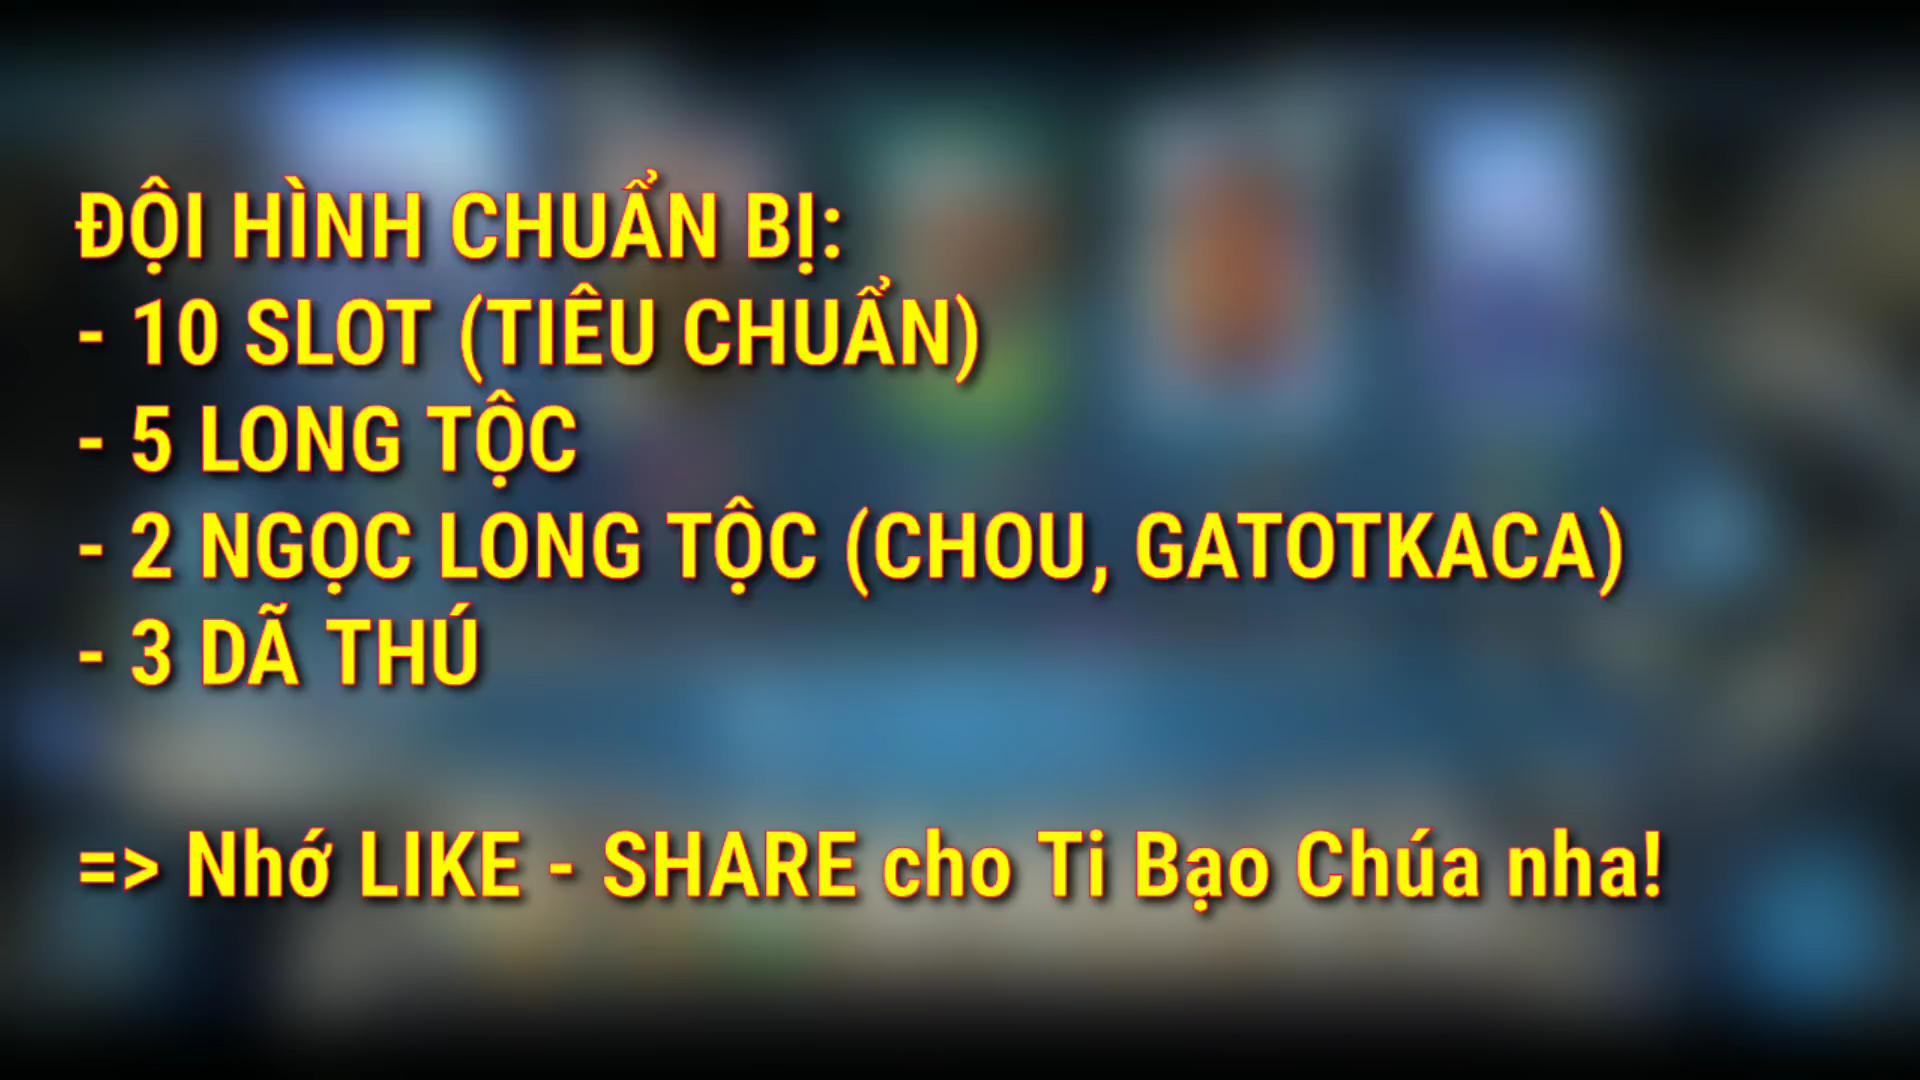 ĐỘI HÌNH CHUẨN BỊ:
- 10 SLOT (TIÊU CHUẨN)
- 5 LONG TỘC
- 2 NGỌC LONG TỘC (CHOU, GATOTKACA)
- 3 DÃ THÚ
=> Nhớ LIKE - SHARE cho Ti Bạo Chúa nha!